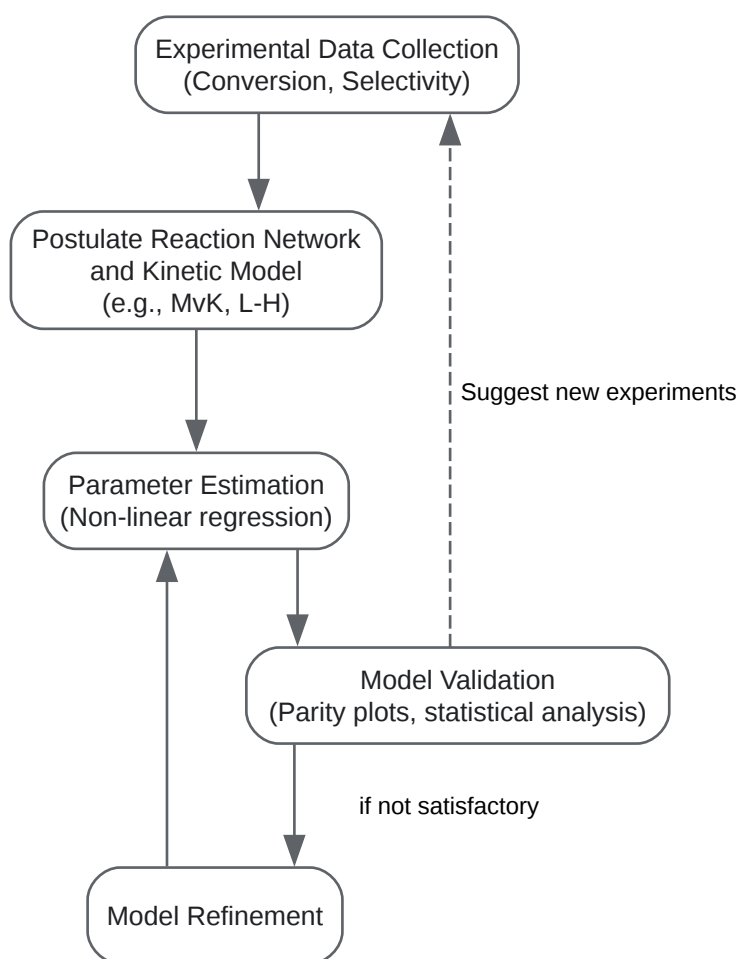 Experimental Data Collection
(Conversion, Selectivity)
Postulate Reaction Network
and Kinetic Model
(e.g., MvK, L-H)
Suggest new experiments
Parameter Estimation
(Non-linear regression)
Model Validation
(Parity plots, statistical analysis)
if not satisfactory
Model Refinement